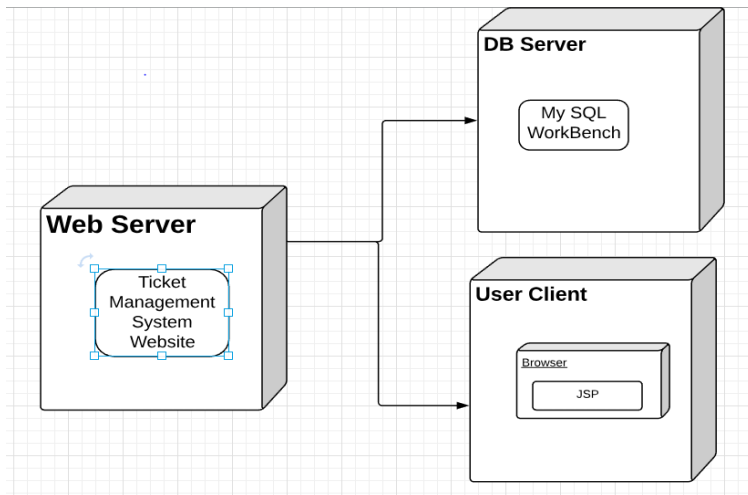 DB Server
My SQL
WorkBench
Web Server
Ticket
Management
System
Website
User Client
Browser
JSP